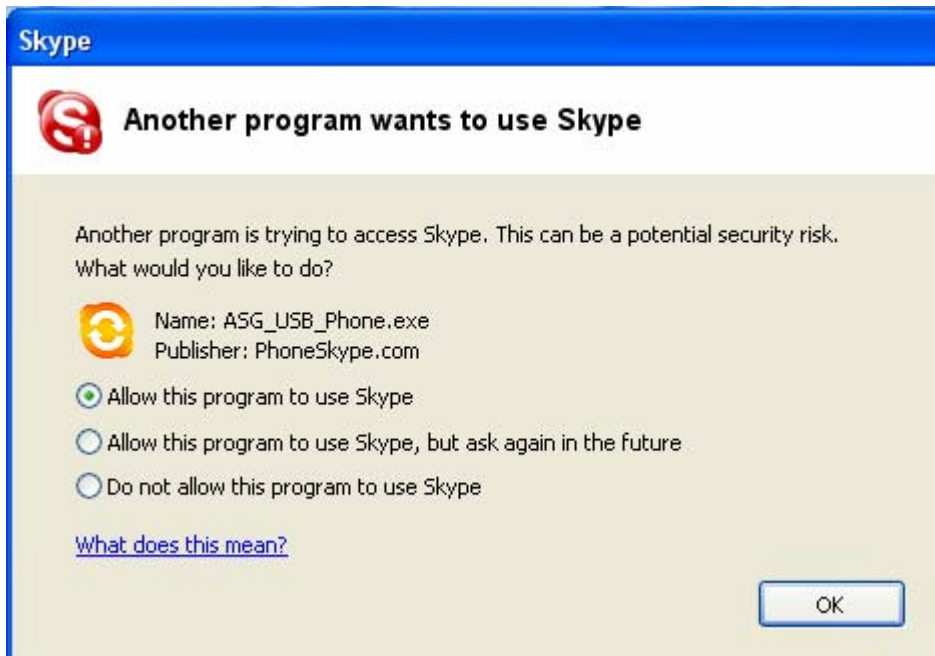 Skype
Another program wants to use Skype
Another program is trying to access Skype. This can be a potential security risk.
What would you like to do?
Name: ASG_USB_Phone.exe
Publisher: PhoneSkype.com
Allow this program to use Skype
Allow this program to use Skype, but ask again in the future
Do not allow this program to use Skype
What does this mean?
OK